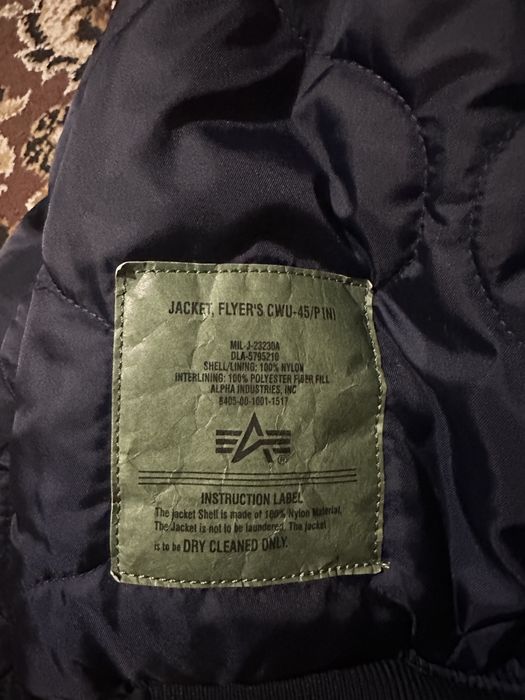 JACKET, FLYER'S CWU-45/P (N)
MIL-J-23230A
DLA-5795210
SHELL/LINING: 100% NYLON
INTERLINING: 100% POLYESTER FIBER FILL
ALPHA INDUSTRIES, INC
8405-00-1001-1517
®
INSTRUCTION LABEL
The jacket Shell is made of 100% Nylon Material.
The Jacket is not to be laundered. The jacket
is to be DRY CLEANED ONLY.